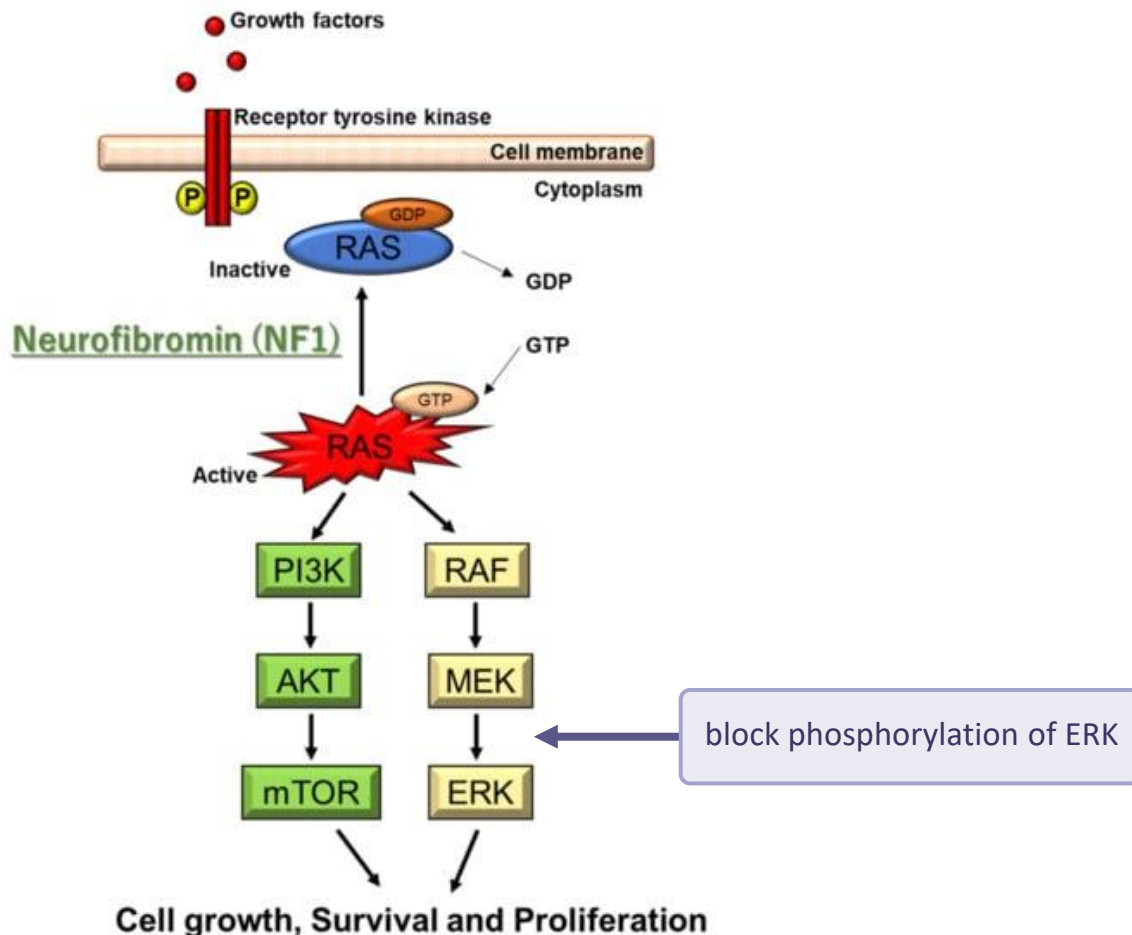 Growth factors
Receptor tyrosine kinase
Cell membrane
Cytoplasm
P
P
GDP
RAS
Inactive
GDP
Neurofibromin (NF1)
GTP
GTP
RAS
Active
PI3K
RAF
AKT
MEK
block phosphorylation of ERK
mTOR
ERK
Cell growth, Survival and Proliferation